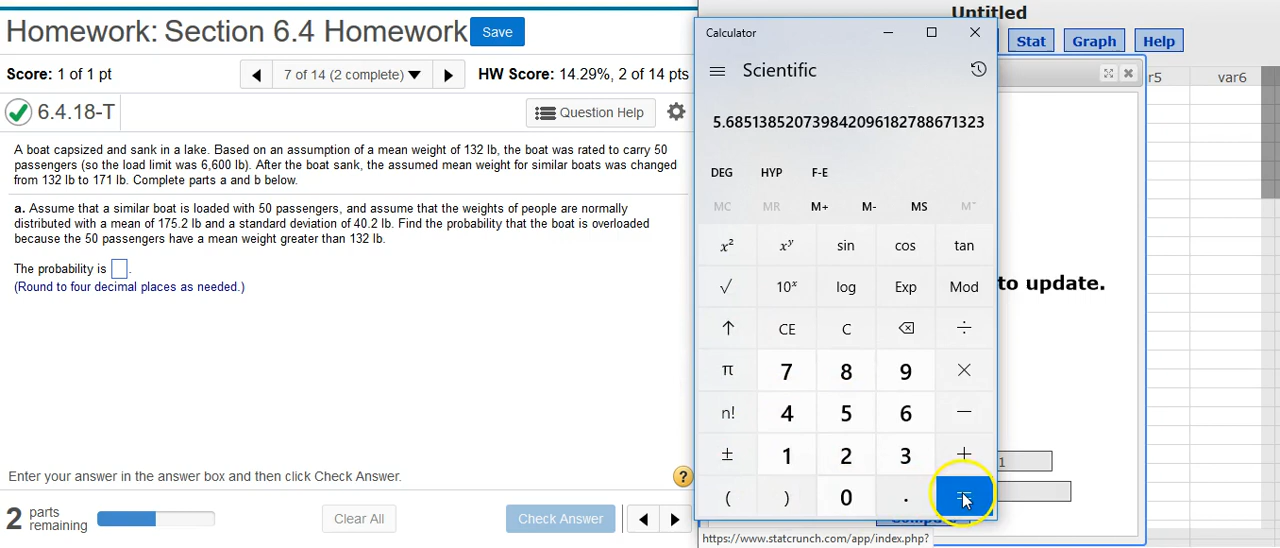 Homework: Section 6.4 Homework
Save
Score: 1 of 1 pt
7 of 14 (2 complete)
HW Score: 14.29%, 2 of 14 pts
6.4.18-T
Question Help
A boat capsized and sank in a lake. Based on an assumption of a mean weight of 132 lb, the boat was rated to carry 50
passengers (so the load limit was 6,600 lb). After the boat sank, the assumed mean weight for similar boats was changed
from 132 lb to 171 lb. Complete parts a and b below.
a. Assume that a similar boat is loaded with 50 passengers, and assume that the weights of people are normally
distributed with a mean of 175.2 lb and a standard deviation of 40.2 lb. Find the probability that the boat is overloaded
because the 50 passengers have a mean weight greater than 132 lb.
The probability is
.
(Round to four decimal places as needed.)
Enter your answer in the answer box and then click Check Answer.
?
2 parts
remaining
Clear All
Check Answer
Calculator
Scientific
5.6851385207398420961827886713​23
DEG HYP F-E
MC MR M+ M- MS M˅
x² xʸ sin cos tan
√ 10ˣ log Exp Mod
↑ CE C ⌫ ÷
π 7 8 9 ×
n! 4 5 6 −
± 1 2 3 +
( ) 0 . =
Untitled
Stat Graph Help
r5 var6
to update.
1
https://www.statcrunch.com/app/index.php?